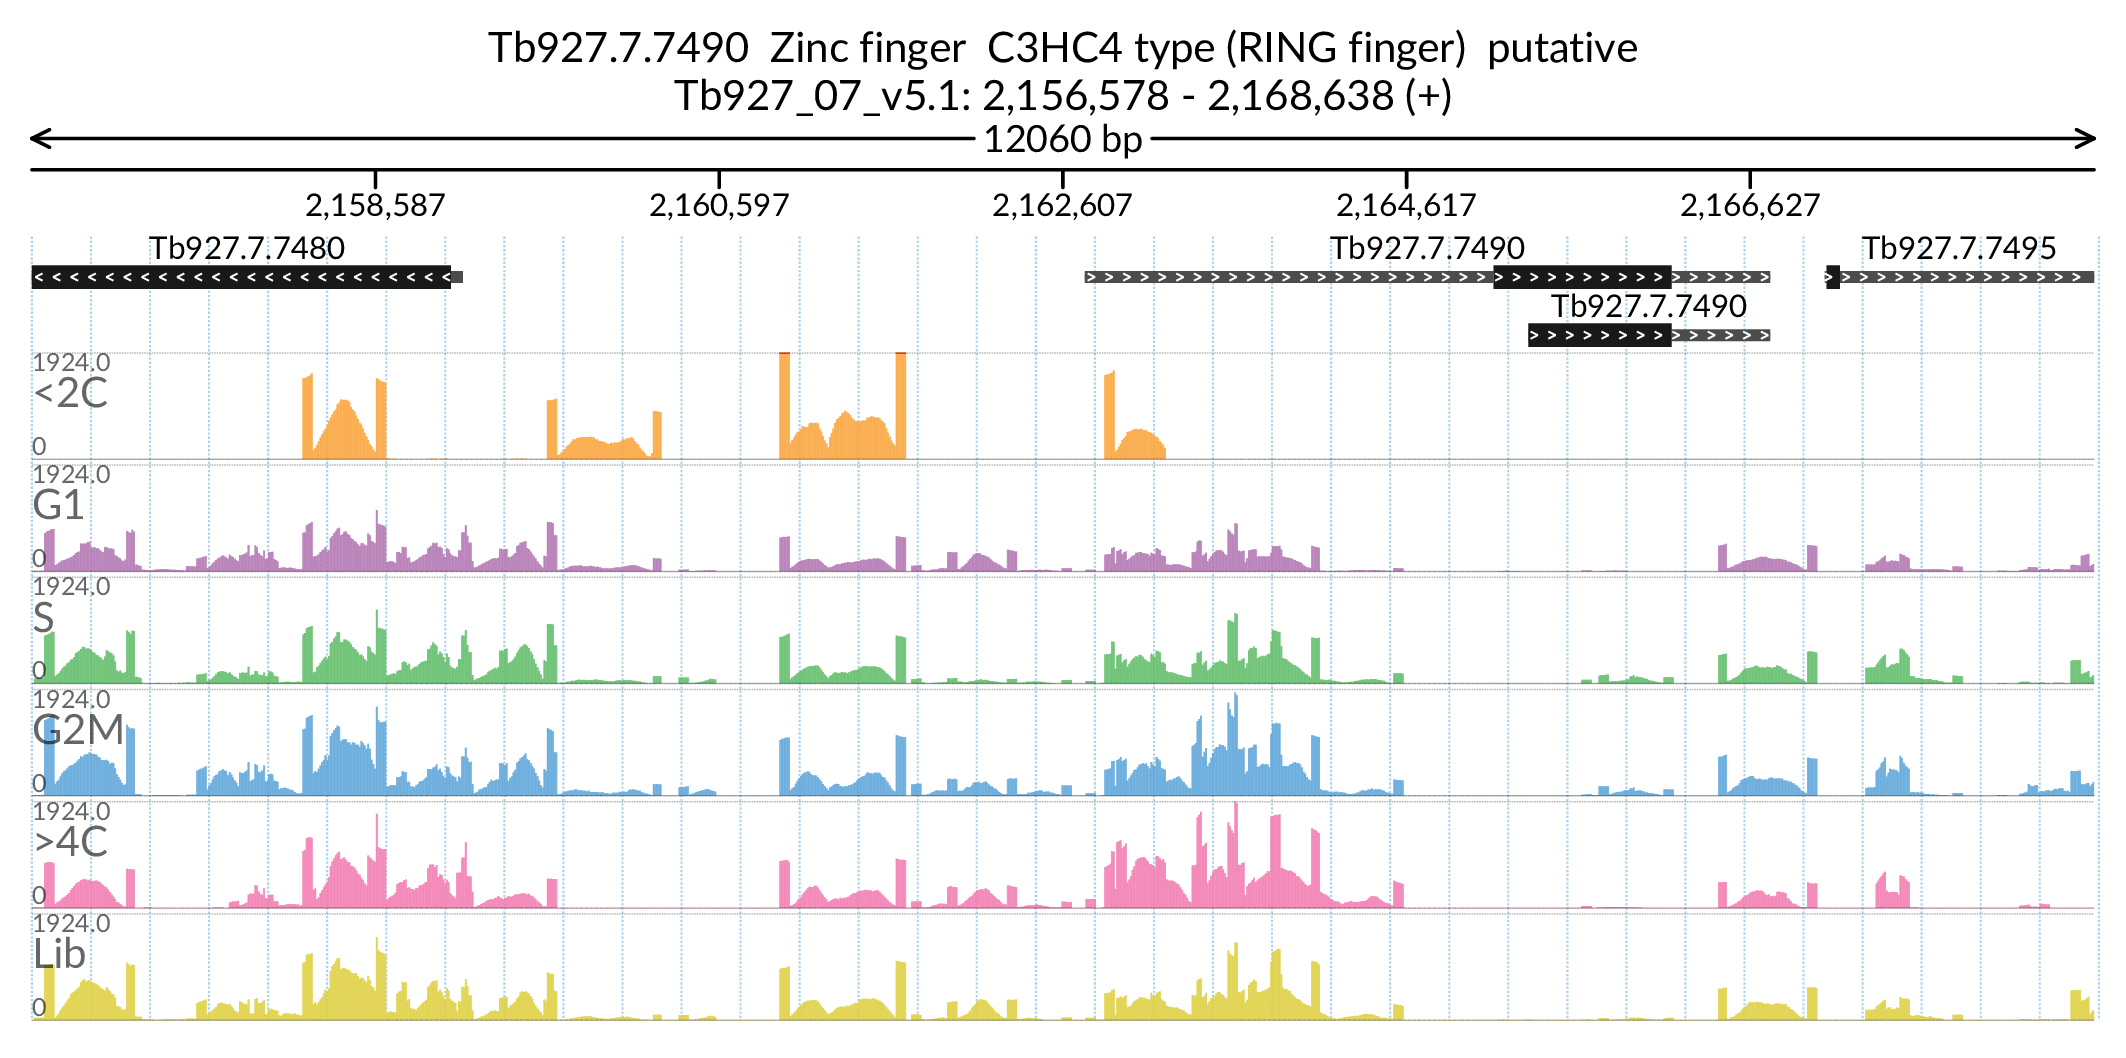 Tb927.7.7490  Zinc finger  C3HC4 type (RING finger)  putative
Tb927_07_v5.1: 2,156,578 - 2,168,638 (+)
12060 bp
2,158,587 2,160,597 2,162,607 2,164,617 2,166,627
Tb927.7.7480 Tb927.7.7490 Tb927.7.7495
Tb927.7.7490
1924.0
<2C
0
1924.0
G1
0
1924.0
S
0
1924.0
G2M
0
1924.0
>4C
0
1924.0
Lib
0